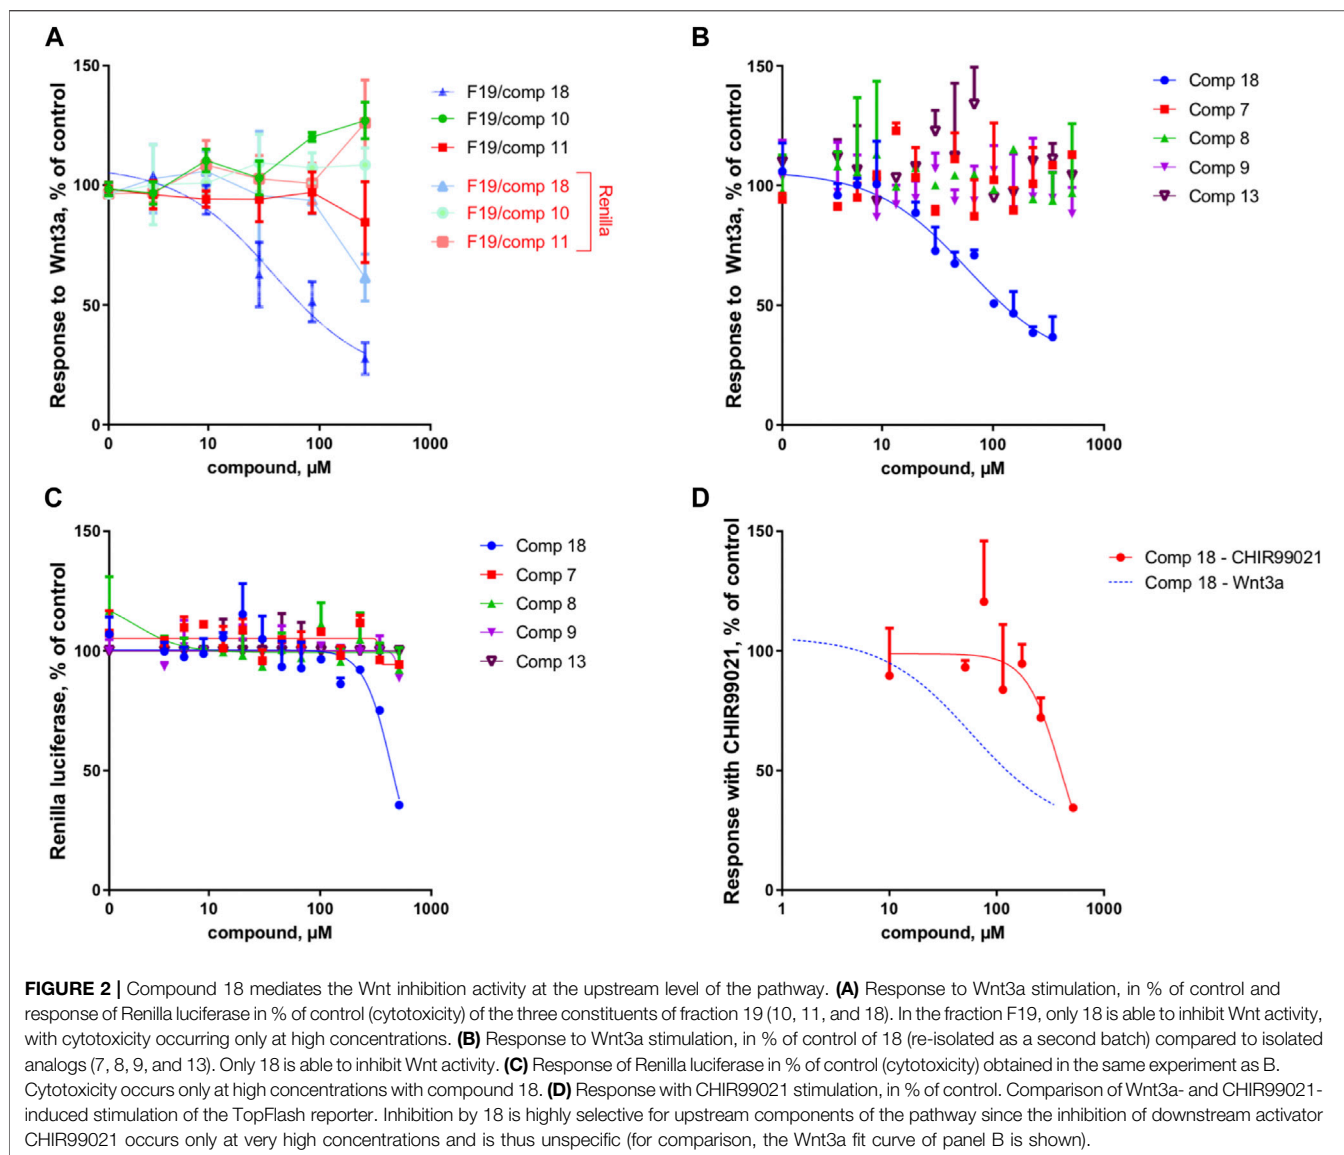 A
150
100
50
0
Response to Wnt3a, % of control
0 10 100 1000
compound, µM
F19/comp 18
F19/comp 10
F19/comp 11
F19/comp 18
F19/comp 10
F19/comp 11
Renilla
B
150
100
50
0
Response to Wnt3a, % of control
0 10 100 1000
compound, µM
Comp 18
Comp 7
Comp 8
Comp 9
Comp 13
C
150
100
50
0
Renilla luciferase, % of control
0 10 100 1000
compound, µM
Comp 18
Comp 7
Comp 8
Comp 9
Comp 13
D
150
100
50
0
Response with CHIR99021, % of control
1 10 100 1000
compound, µM
Comp 18 - CHIR99021
Comp 18 - Wnt3a
FIGURE 2 | Compound 18 mediates the Wnt inhibition activity at the upstream level of the pathway. (A) Response to Wnt3a stimulation, in % of control and
response of Renilla luciferase in % of control (cytotoxicity) of the three constituents of fraction 19 (10, 11, and 18). In the fraction F19, only 18 is able to inhibit Wnt activity,
with cytotoxicity occurring only at high concentrations. (B) Response to Wnt3a stimulation, in % of control of 18 (re-isolated as a second batch) compared to isolated
analogs (7, 8, 9, and 13). Only 18 is able to inhibit Wnt activity. (C) Response of Renilla luciferase in % of control (cytotoxicity) obtained in the same experiment as B.
Cytotoxicity occurs only at high concentrations with compound 18. (D) Response with CHIR99021 stimulation, in % of control. Comparison of Wnt3a- and CHIR99021-
induced stimulation of the TopFlash reporter. Inhibition by 18 is highly selective for upstream components of the pathway since the inhibition of downstream activator
CHIR99021 occurs only at very high concentrations and is thus unspecific (for comparison, the Wnt3a fit curve of panel B is shown).